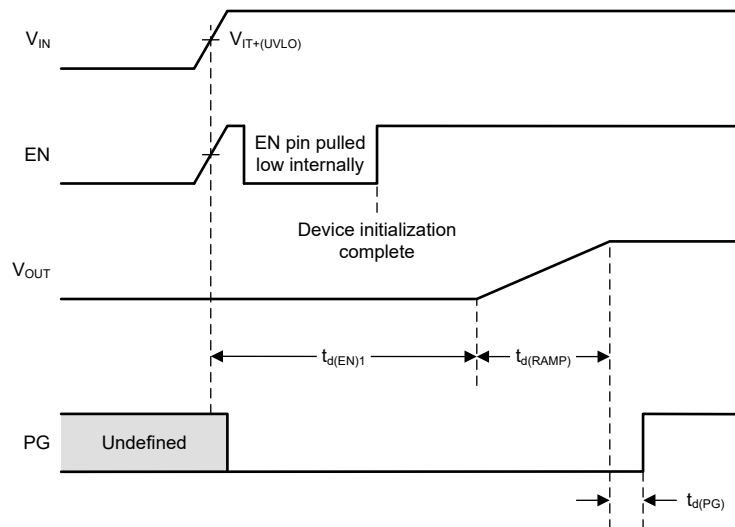 VIN
VIT+(UVLO)
EN
EN pin pulled
low internally
Device initialization
complete
VOUT
td(EN)1
td(RAMP)
PG
Undefined
td(PG)